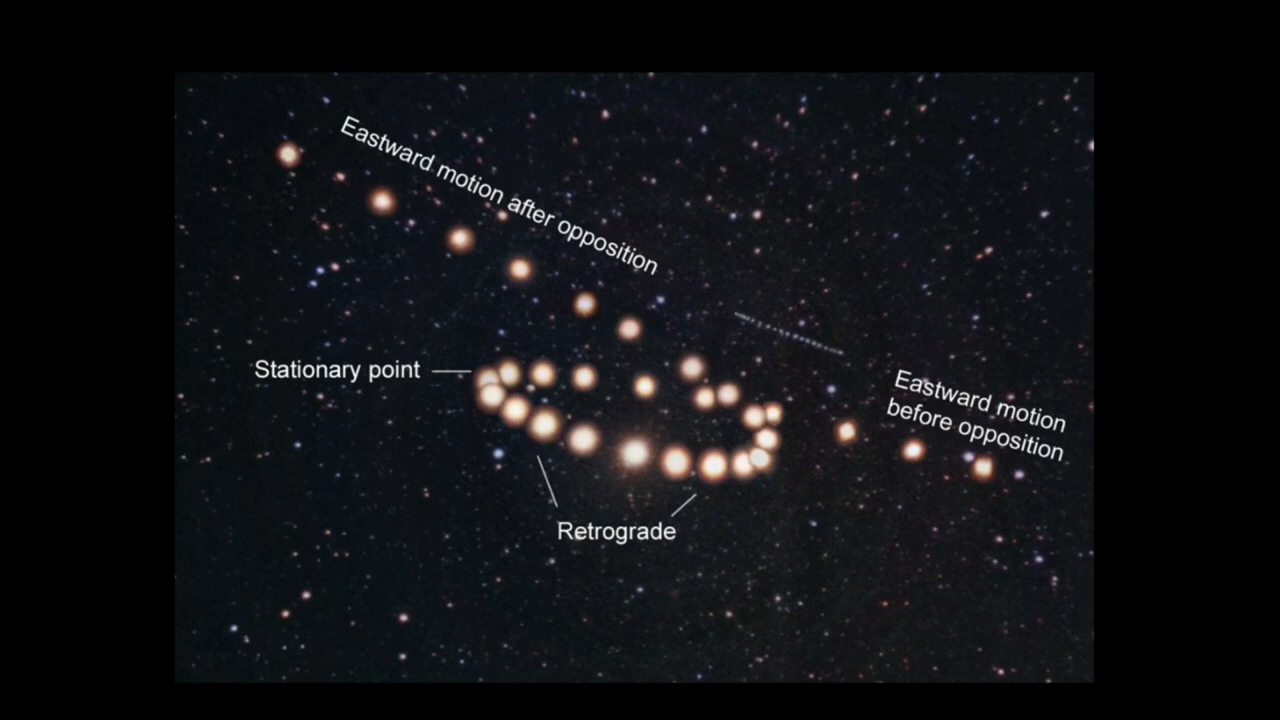 Eastward motion after opposition
Stationary point
Eastward motion
before opposition
Retrograde